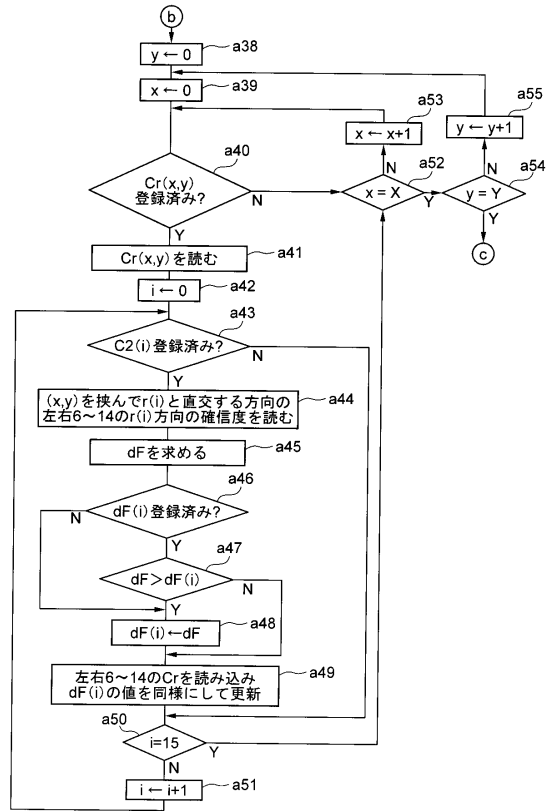 b
y ← 0
a38
x ← 0
a39
a53
x ← x+1
a55
y ← y+1
a40
Cr(x,y)
登録済み?
N
Y
a52
x = X
N
Y
a54
y = Y
N
Y
c
Cr(x,y)を読む
a41
i ← 0
a42
a43
C2(i)登録済み?
N
Y
(x,y)を挟んでr(i)と直交する方向の
左右6〜14のr(i)方向の確信度を読む
a44
dFを求める
a45
a46
dF(i)登録済み?
N
Y
a47
dF>dF(i)
N
Y
dF(i)←dF
a48
左右6〜14のCrを読み込み
dF(i)の値を同様にして更新
a49
a50
i=15
Y
N
i ← i+1
a51